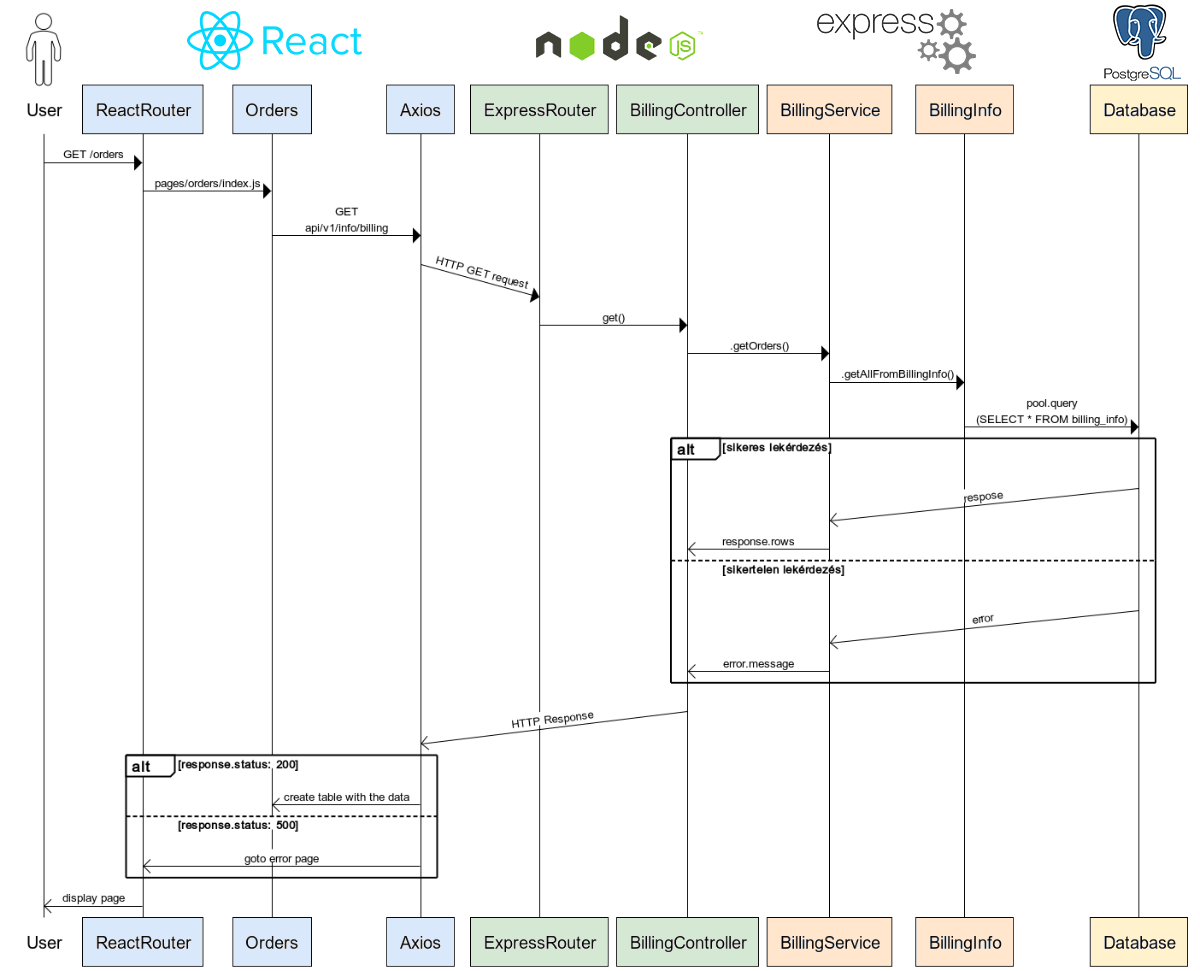 React
node
JS
™
express
PostgreSQL
User
ReactRouter
Orders
Axios
ExpressRouter
BillingController
BillingService
BillingInfo
Database
GET /orders
pages/orders/index.js
GET
api/v1/info/billing
HTTP GET request
get()
.getOrders()
.getAllFromBillingInfo()
pool.query
(SELECT * FROM billing_info)
alt
[sikeres lekérdezés]
respose
response.rows
[sikertelen lekérdezés]
error
error.message
HTTP Response
alt
[response.status: 200]
create table with the data
[response.status: 500]
goto error page
display page
User
ReactRouter
Orders
Axios
ExpressRouter
BillingController
BillingService
BillingInfo
Database